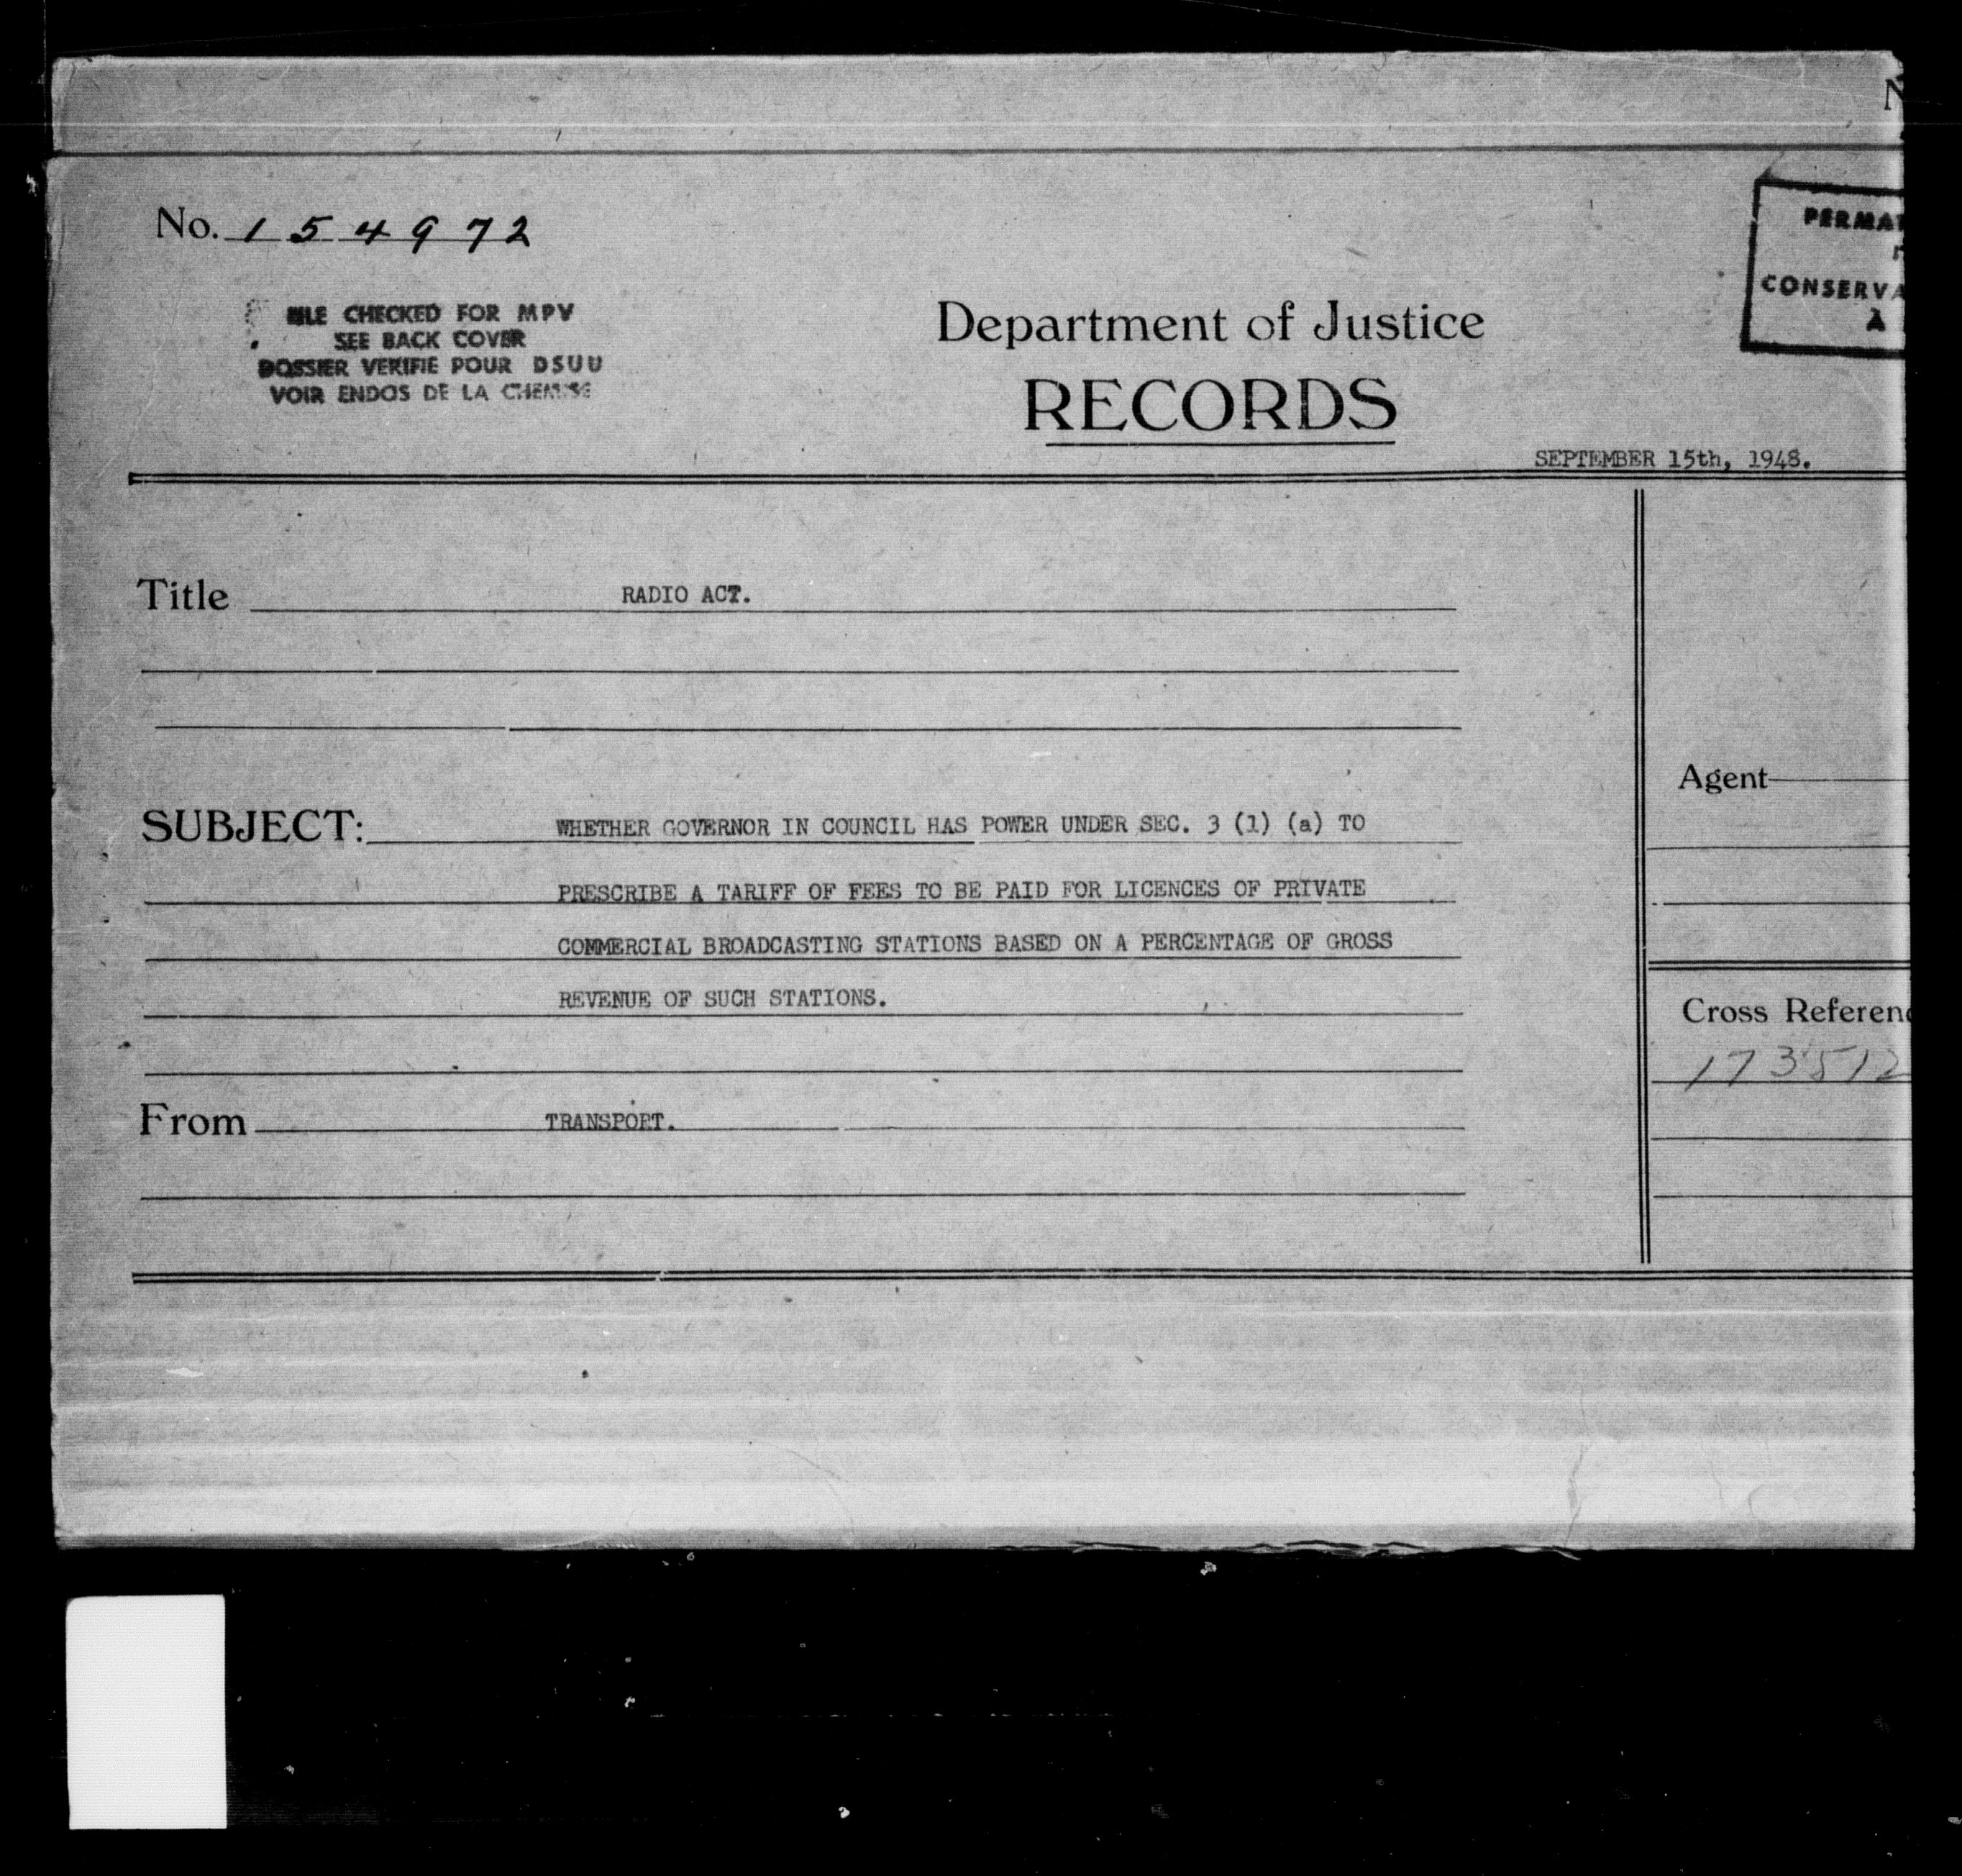 No. 154972
FILE CHECKED FOR MPV
SEE BACK COVER
DOSSIER VERIFIE POUR DSUU
VOIR ENDOS DE LA CHEMISE
Department of Justice
RECORDS
CONSERVA
À
SEPTEMBER 15th, 1948.
Title RADIO ACT.
SUBJECT: WHETHER GOVERNOR IN COUNCIL HAS POWER UNDER SEC. 3 (1) (a) TO
PRESCRIBE A TARIFF OF FEES TO BE PAID FOR LICENCES OF PRIVATE
COMMERCIAL BROADCASTING STATIONS BASED ON A PERCENTAGE OF GROSS
REVENUE OF SUCH STATIONS.
From TRANSPORT.
Agent
Cross Referenc
173512